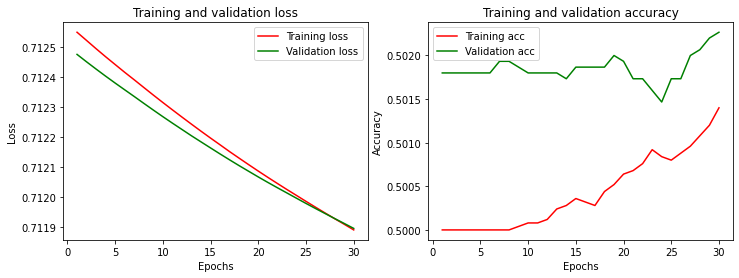 Training and validation loss
Training loss
Validation loss
0.7125
0.7124
0.7123
0.7122
0.7121
0.7120
0.7119
Loss
0 5 10 15 20 25 30
Epochs
Training and validation accuracy
Training acc
Validation acc
0.5020
0.5015
0.5010
0.5005
0.5000
Accuracy
0 5 10 15 20 25 30
Epochs